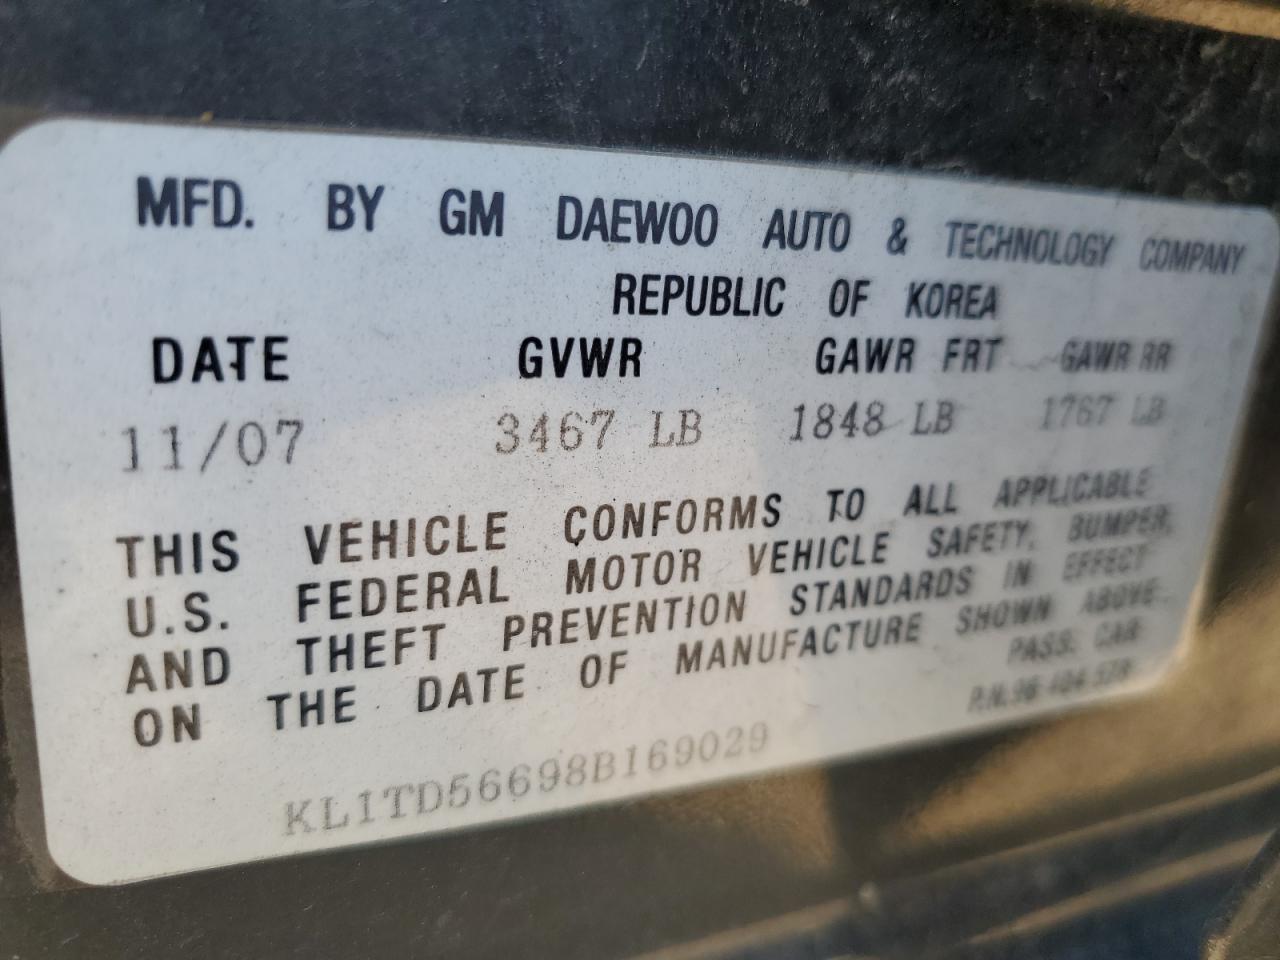 MFD. BY GM DAEWOO AUTO & TECHNOLOGY COMPANY
REPUBLIC OF KOREA
DATE GVWR GAWR FRT GAWR RR
11/07 3467 LB 1848 LB 1767 LB
THIS VEHICLE CONFORMS TO ALL APPLICABLE
U.S. FEDERAL MOTOR VEHICLE SAFETY, BUMPER,
AND THEFT PREVENTION STANDARDS IN EFFECT
ON THE DATE OF MANUFACTURE SHOWN ABOVE.
PASS. CAR
KL1TD56698B169029